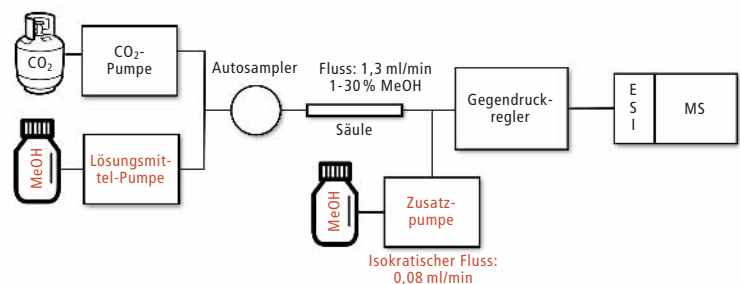 CO₂
CO₂-
Pumpe
Autosampler
Fluss: 1,3 ml/min
1-30 % MeOH
Säule
Gegendruck-
regler
E
S
I
MS
MeOH
Lösungsmit-
tel-Pumpe
MeOH
Zusatz-
pumpe
Isokratischer Fluss:
0,08 ml/min